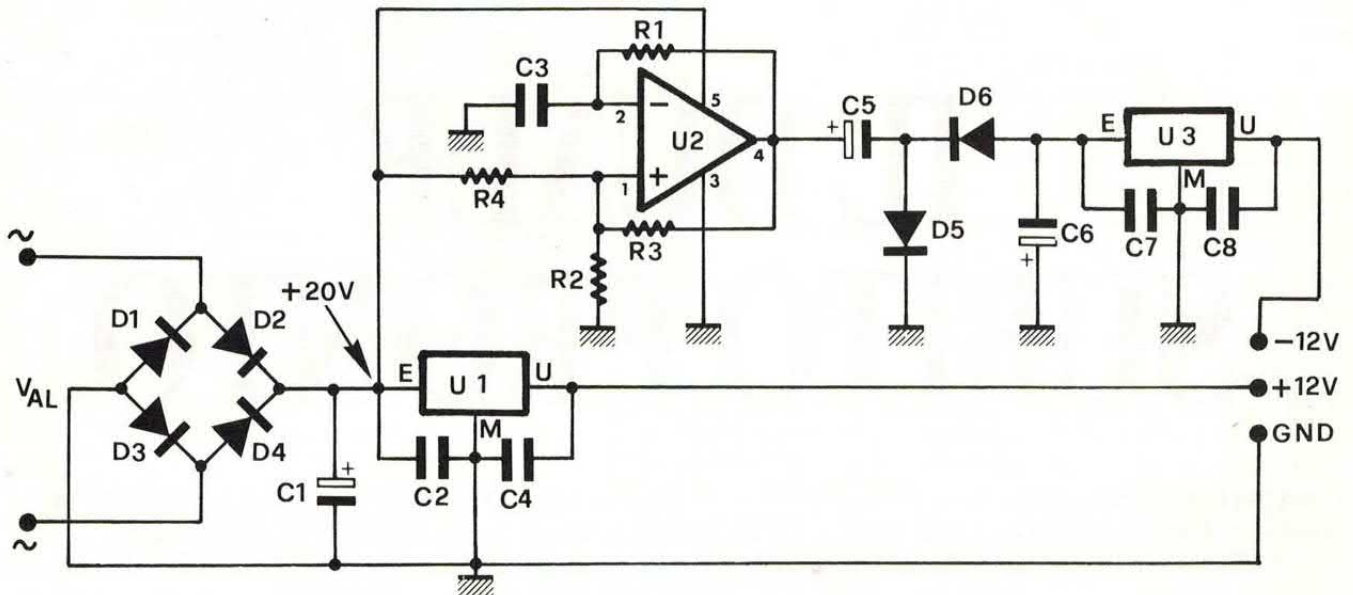 R1
C3
5
2
−
U2
4
C5
+
D6
E
U3
U
R4
1
+
3
M
R3
D5
C6
+
C7
C8
R2
~
+20V
D1
D2
−12V
E
U1
U
VAL
+12V
M
GND
D3
D4
C1
+
C2
C4
~